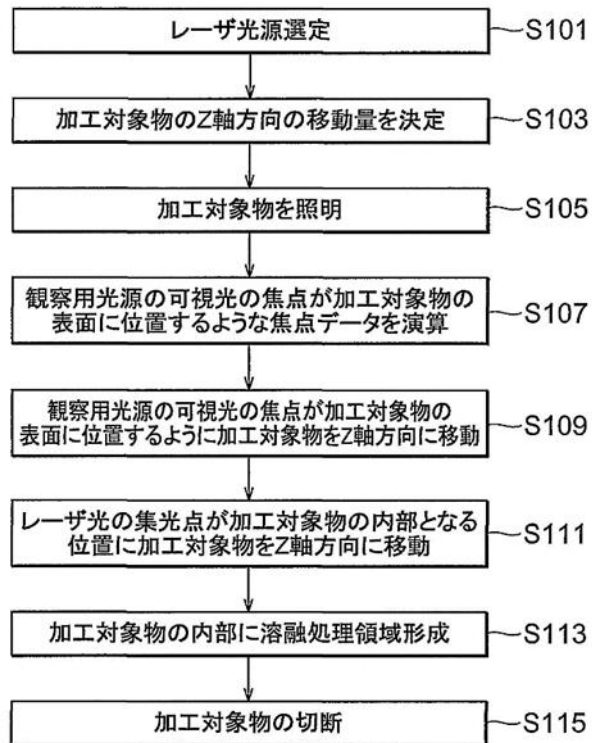 レーザ光源選定
S101
加工対象物のZ軸方向の移動量を決定
S103
加工対象物を照明
S105
観察用光源の可視光の焦点が加工対象物の
表面に位置するような焦点データを演算
S107
観察用光源の可視光の焦点が加工対象物の
表面に位置するように加工対象物をZ軸方向に移動
S109
レーザ光の集光点が加工対象物の内部となる
位置に加工対象物をZ軸方向に移動
S111
加工対象物の内部に溶融処理領域形成
S113
加工対象物の切断
S115